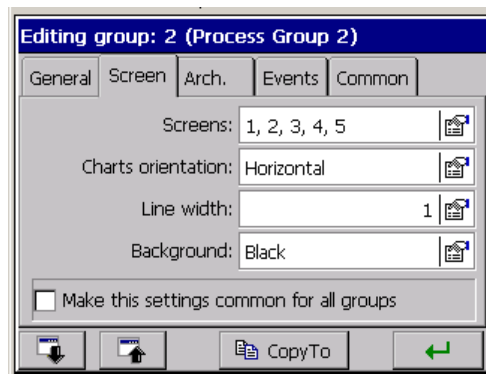 Editing group: 2 (Process Group 2)
General Screen Arch. Events Common
Screens: 1, 2, 3, 4, 5
Charts orientation: Horizontal
Line width: 1
Background: Black
Make this settings common for all groups
CopyTo